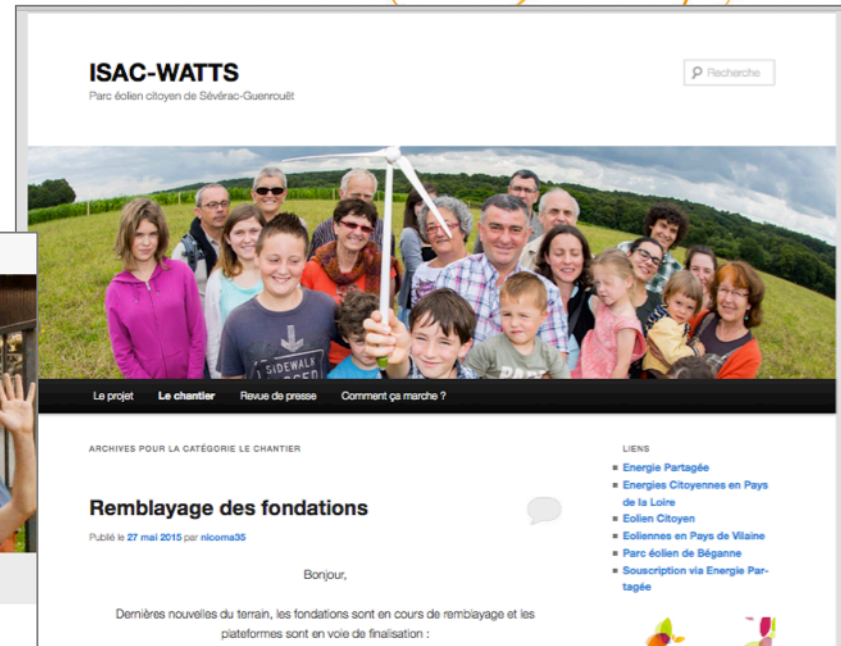 ISAC-WATTS
Parc éolien citoyen de Sévérac-Guenrouët
Recherche
SIDEWALK
Le projet Le chantier Revue de presse Comment ça marche ?
ARCHIVES POUR LA CATÉGORIE LE CHANTIER
Remblayage des fondations
Publié le 27 mai 2015 par nicoma35
Bonjour,
Dernières nouvelles du terrain, les fondations sont en cours de remblayage et les
plateformes sont en voie de finalisation :
LIENS
Energie Partagée
Energies Citoyennes en Pays
de la Loire
Eolien Citoyen
Eoliennes en Pays de Vilaine
Parc éolien de Béganne
Souscription via Energie Par-
tagée